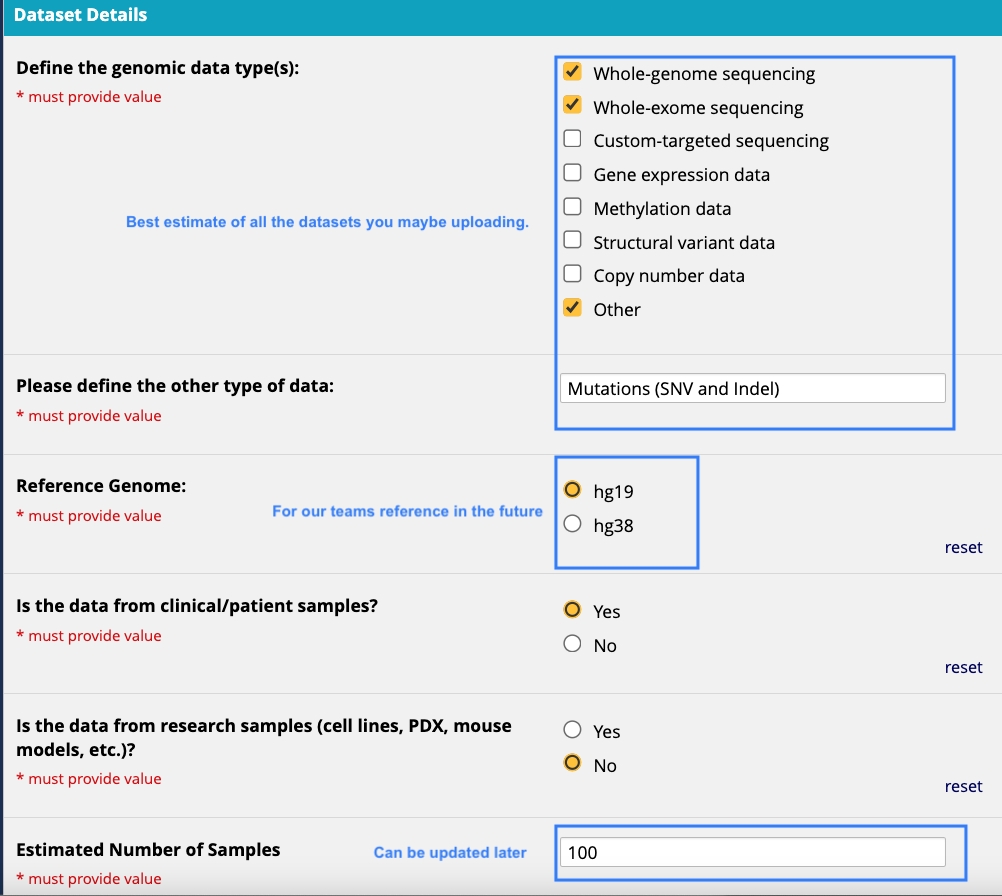 Dataset Details
Define the genomic data type(s):
* must provide value
Best estimate of all the datasets you maybe uploading.
Whole-genome sequencing
Whole-exome sequencing
Custom-targeted sequencing
Gene expression data
Methylation data
Structural variant data
Copy number data
Other
Please define the other type of data:
* must provide value
Mutations (SNV and Indel)
Reference Genome:
* must provide value
For our teams reference in the future
hg19
hg38
reset
Is the data from clinical/patient samples?
* must provide value
Yes
No
reset
Is the data from research samples (cell lines, PDX, mouse
models, etc.)?
* must provide value
Yes
No
reset
Estimated Number of Samples
* must provide value
Can be updated later
100